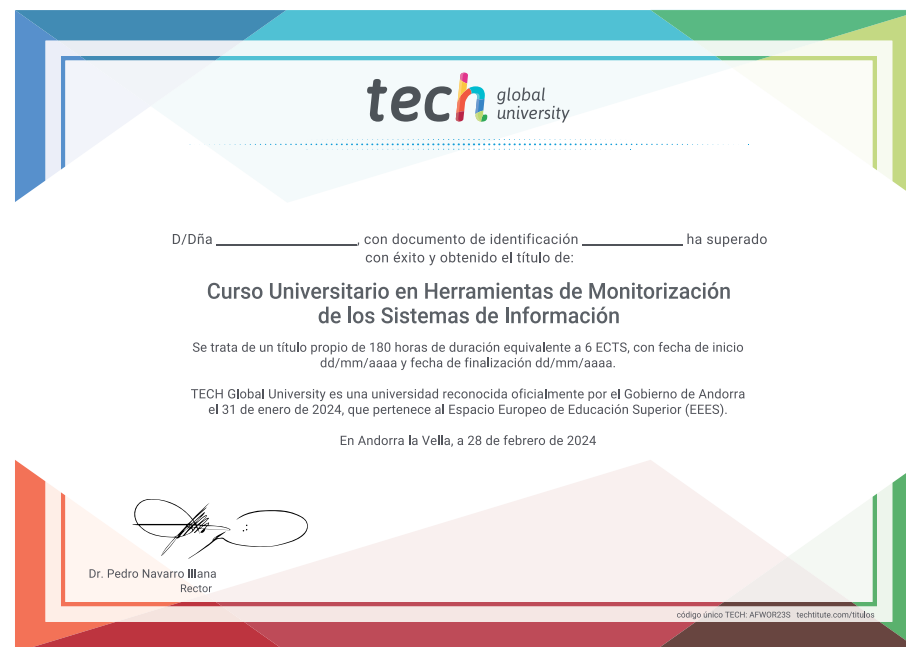 tech global
university
D/Dña ____________________, con documento de identificación ______________ ha superado
con éxito y obtenido el título de:
Curso Universitario en Herramientas de Monitorización
de los Sistemas de Información
Se trata de un título propio de 180 horas de duración equivalente a 6 ECTS, con fecha de inicio
dd/mm/aaaa y fecha de finalización dd/mm/aaaa.
TECH Global University es una universidad reconocida oficialmente por el Gobierno de Andorra
el 31 de enero de 2024, que pertenece al Espacio Europeo de Educación Superior (EEES).
En Andorra la Vella, a 28 de febrero de 2024
Dr. Pedro Navarro Illana
Rector
código único TECH: AFWOR23S techtitute.com/titulos